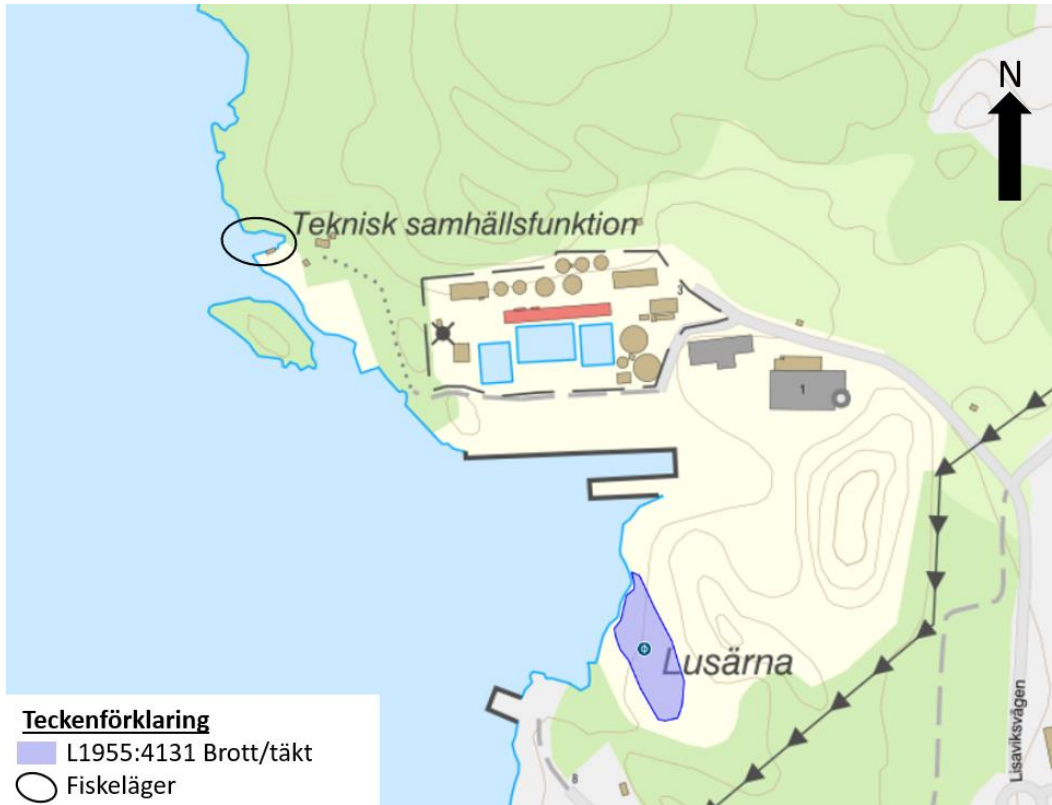 N
Teknisk samhällsfunktion
3
1
Lusärna
Lisaviksvägen
8
Teckenförklaring
L1955:4131 Brott/täkt
Fiskeläger